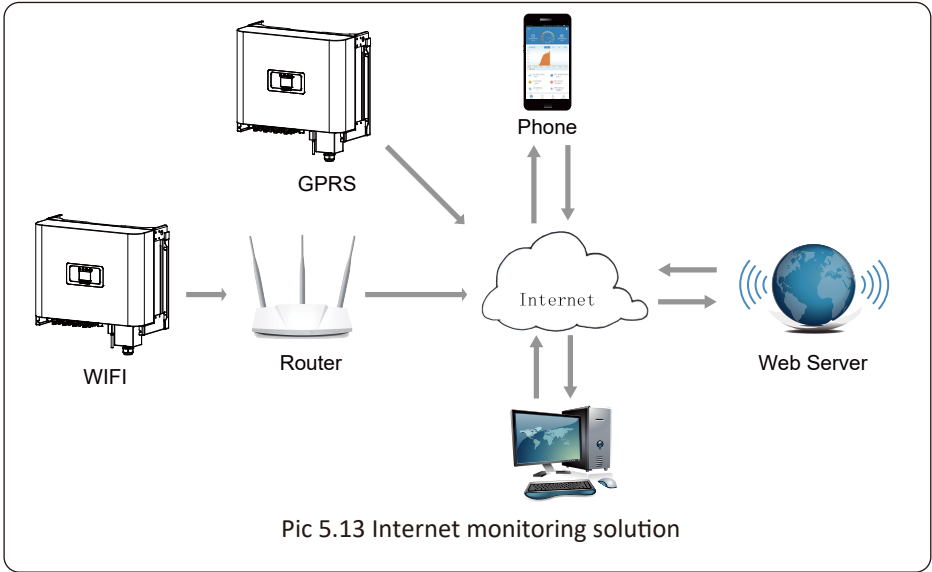 Phone
GPRS
Internet
WIFI
Router
Web Server
Pic 5.13 Internet monitoring solution